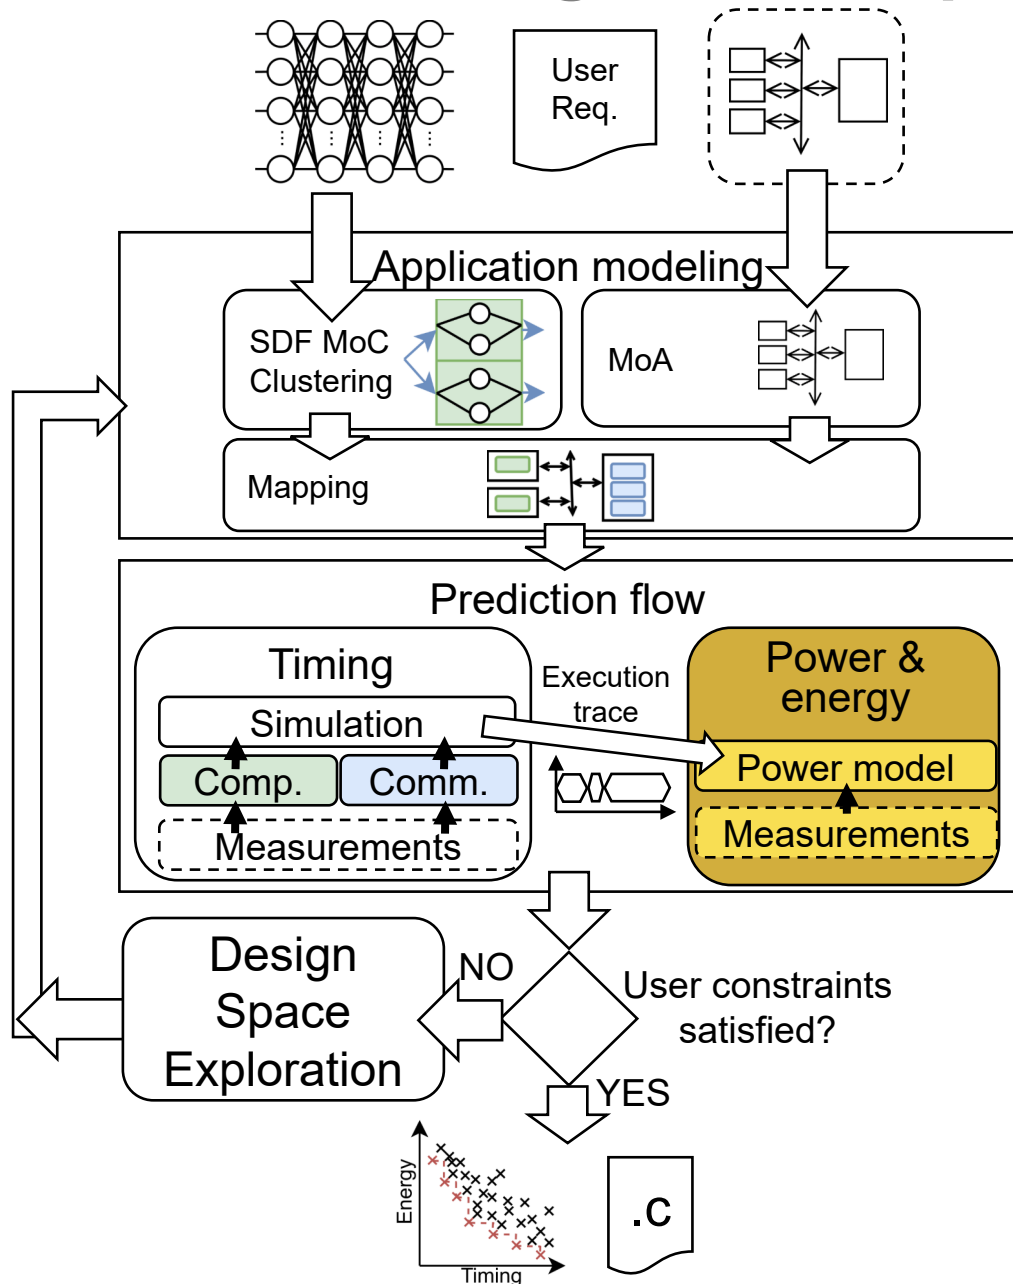 User
Req.
Application modeling
SDF MoC
Clustering
MoA
Mapping
Prediction flow
Timing
Simulation
Comp.
Comm.
Measurements
Execution
trace
Power &
energy
Power model
Measurements
Design
Space
Exploration
NO
User constraints
satisfied?
YES
Energy
Timing
.c